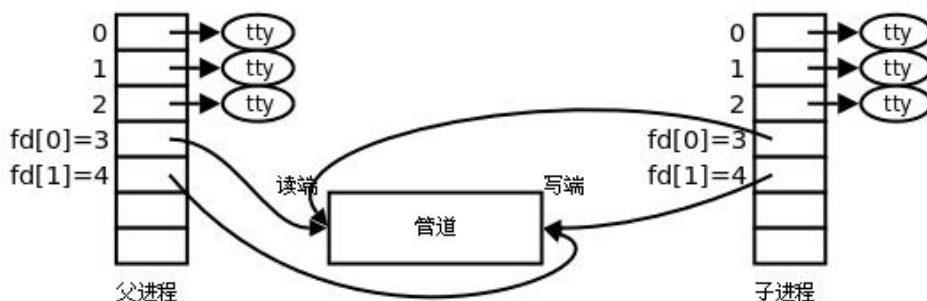 0 tty 0 tty
1 tty 1 tty
2 tty 2 tty
fd[0]=3 fd[0]=3
fd[1]=4 读端 写端 fd[1]=4
管道
父进程 子进程